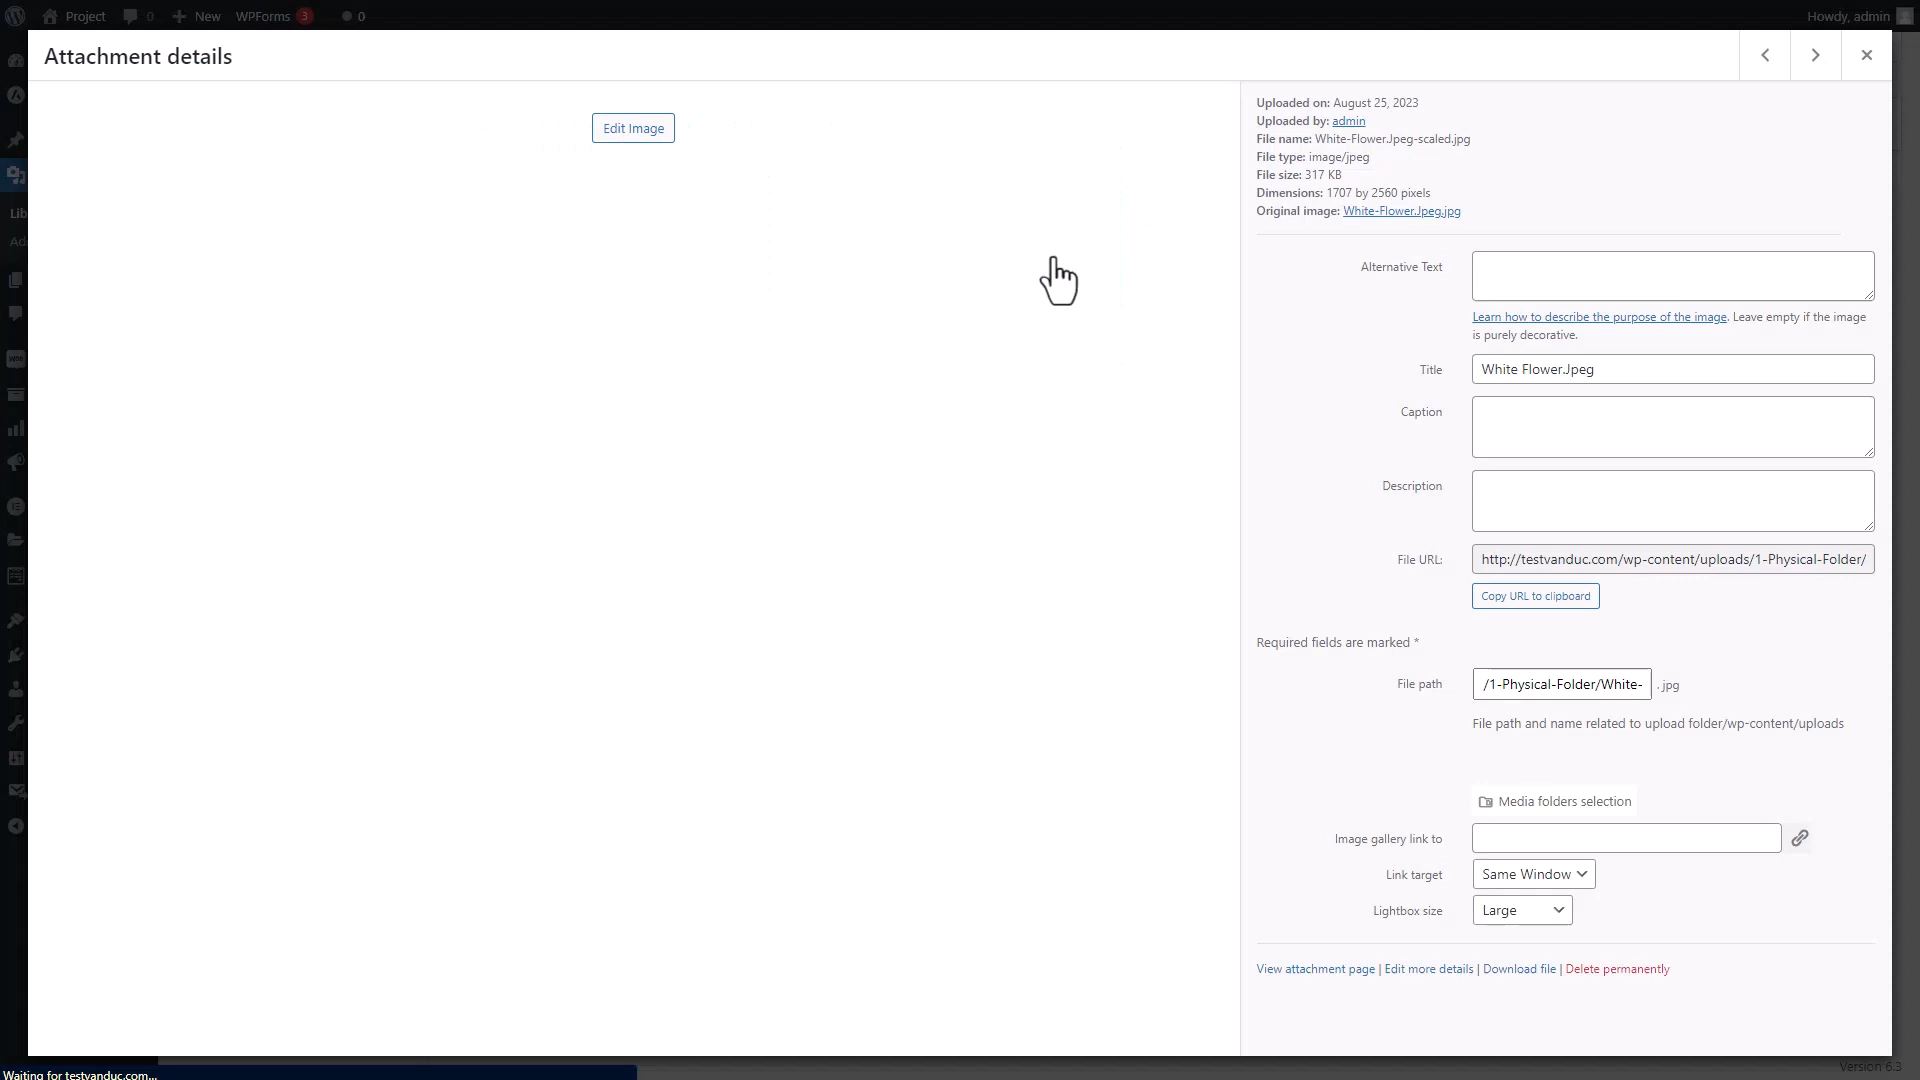 Project
0
New
WPForms 3
0
Howdy, admin
Attachment details
Edit Image
Uploaded on: August 25, 2023
Uploaded by: admin
File name: White-Flower.Jpeg-scaled.jpg
File type: image/jpeg
File size: 317 KB
Dimensions: 1707 by 2560 pixels
Original image: White-Flower.Jpeg.jpg
Lib
Ad
Woo
Alternative Text
Learn how to describe the purpose of the image. Leave empty if the image
is purely decorative.
Title
White Flower.Jpeg
Caption
Description
File URL:
http://testvanduc.com/wp-content/uploads/1-Physical-Folder/
Copy URL to clipboard
Required fields are marked *
File path
/1-Physical-Folder/White-
.jpg
File path and name related to upload folder/wp-content/uploads
Media folders selection
Image gallery link to
Link target
Same Window
Lightbox size
Large
View attachment page | Edit more details | Download file | Delete permanently
Version 6.3
Waiting for testvanduc.com...